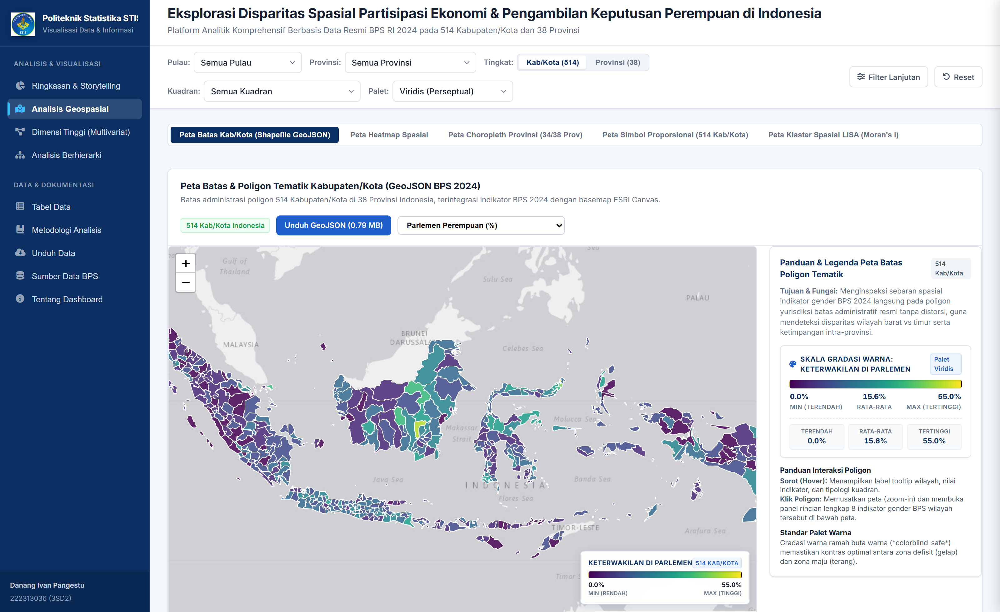 Politeknik Statistika STIS
Visualisasi Data & Informasi
ANALISIS & VISUALISASI
Ringkasan & Storytelling
Analisis Geospasial
Dimensi Tinggi (Multivariat)
Analisis Berhierarki
DATA & DOKUMENTASI
Tabel Data
Metodologi Analisis
Unduh Data
Sumber Data BPS
Tentang Dashboard
Danang Ivan Pangestu
222313036 (3SD2)
Eksplorasi Disparitas Spasial Partisipasi Ekonomi & Pengambilan Keputusan Perempuan di Indonesia
Platform Analitik Komprehensif Berbasis Data Resmi BPS RI 2024 pada 514 Kabupaten/Kota dan 38 Provinsi
Pulau: Semua Pulau Provinsi: Semua Provinsi Tingkat: Kab/Kota (514) Provinsi (38)
Filter Lanjutan Reset
Kuadran: Semua Kuadran Palet: Viridis (Perseptual)
Peta Batas Kab/Kota (Shapefile GeoJSON) Peta Heatmap Spasial Peta Choropleth Provinsi (34/38 Prov) Peta Simbol Proporsional (514 Kab/Kota) Peta Klaster Spasial LISA (Moran's I)
Peta Batas & Poligon Tematik Kabupaten/Kota (GeoJSON BPS 2024)
Batas administrasi poligon 514 Kabupaten/Kota di 38 Provinsi Indonesia, terintegrasi indikator BPS 2024 dengan basemap ESRI Canvas.
514 Kab/Kota Indonesia Unduh GeoJSON (0.79 MB) Parlemen Perempuan (%)
+
−
Sea
Gulf of
Thailand
Sulu Sea
PALAU
BRUNEI
DARUSSALA
MALAYSIA
Celebes Sea
Molucca Sea
Makassar
Strait
Java Sea
Banda Sea
INDONESIA
Flores Sea
TIMOR-LESTE
Arafura Sea
Timor S
KETERWAKILAN DI PARLEMEN 514 KAB/KOTA
0.0% 55.0%
MIN (RENDAH) MAX (TINGGI)
Panduan & Legenda Peta Batas
Poligon Tematik
514
Kab/Kota
Tujuan & Fungsi: Menginspeksi sebaran spasial
indikator gender BPS 2024 langsung pada poligon
yurisdiksi batas administratif resmi tanpa distorsi, guna
mendeteksi disparitas wilayah barat vs timur serta
ketimpangan intra-provinsi.
SKALA GRADASI WARNA:
KETERWAKILAN DI PARLEMEN
Palet
Viridis
0.0% 15.6% 55.0%
MIN (TERENDAH) RATA-RATA MAX (TERTINGGI)
TERENDAH RATA-RATA TERTINGGI
0.0% 15.6% 55.0%
Panduan Interaksi Poligon
Sorot (Hover): Menampilkan label tooltip wilayah, nilai
indikator, dan tipologi kuadran.
Klik Poligon: Memusatkan peta (zoom-in) dan membuka
panel rincian lengkap 8 indikator gender BPS wilayah
tersebut di bawah peta.
Standar Palet Warna
Gradasi warna ramah buta warna (*colorblind-safe*)
memastikan kontras optimal antara zona defisit (gelap)
dan zona maju (terang).